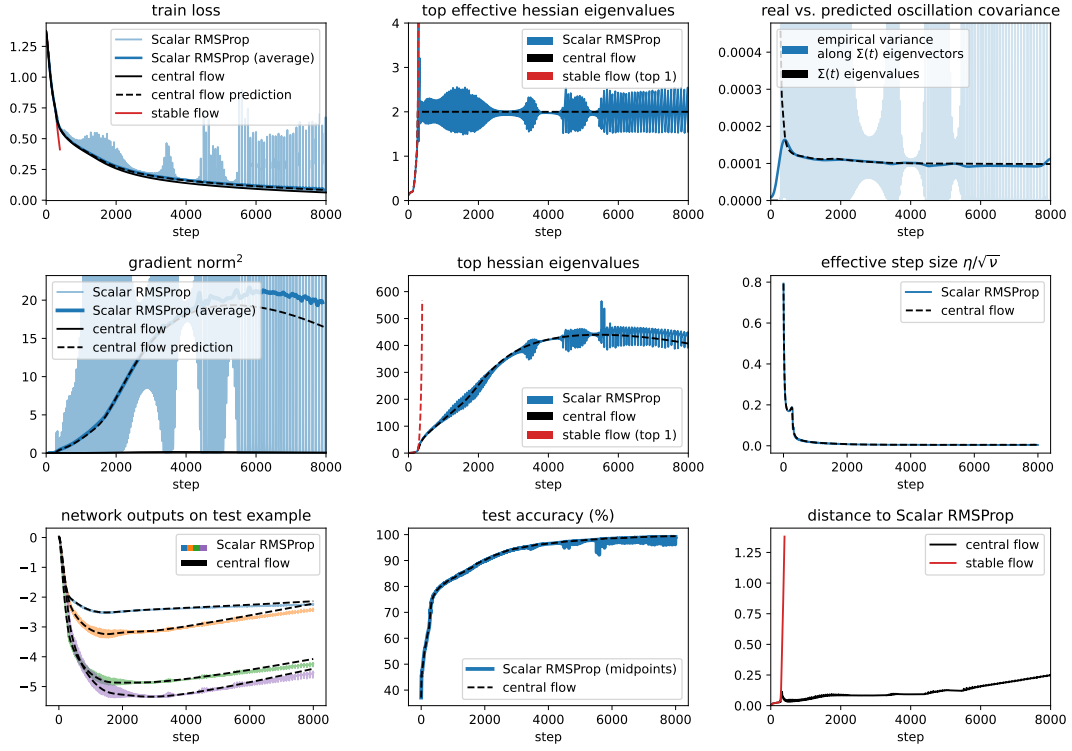 train loss
1.25
1.00
0.75
0.50
0.25
0.00
0 2000 4000 6000 8000
step
Scalar RMSProp
Scalar RMSProp (average)
central flow
central flow prediction
stable flow
top effective hessian eigenvalues
4
3
2
1
0
0 2000 4000 6000 8000
step
Scalar RMSProp
central flow
stable flow (top 1)
real vs. predicted oscillation covariance
0.0004
0.0003
0.0002
0.0001
0.0000
0 2000 4000 6000 8000
step
empirical variance
along Σ(t) eigenvectors
Σ(t) eigenvalues
gradient norm²
20
15
10
5
0
0 2000 4000 6000 8000
step
Scalar RMSProp
Scalar RMSProp (average)
central flow
central flow prediction
top hessian eigenvalues
600
500
400
300
200
100
0
0 2000 4000 6000 8000
step
Scalar RMSProp
central flow
stable flow (top 1)
effective step size η/√ν
0.8
0.6
0.4
0.2
0.0
0 2000 4000 6000 8000
step
Scalar RMSProp
central flow
network outputs on test example
0
−1
−2
−3
−4
−5
0 2000 4000 6000 8000
step
Scalar RMSProp
central flow
test accuracy (%)
100
90
80
70
60
50
40
0 2000 4000 6000 8000
step
Scalar RMSProp (midpoints)
central flow
distance to Scalar RMSProp
1.25
1.00
0.75
0.50
0.25
0.00
0 2000 4000 6000 8000
step
central flow
stable flow